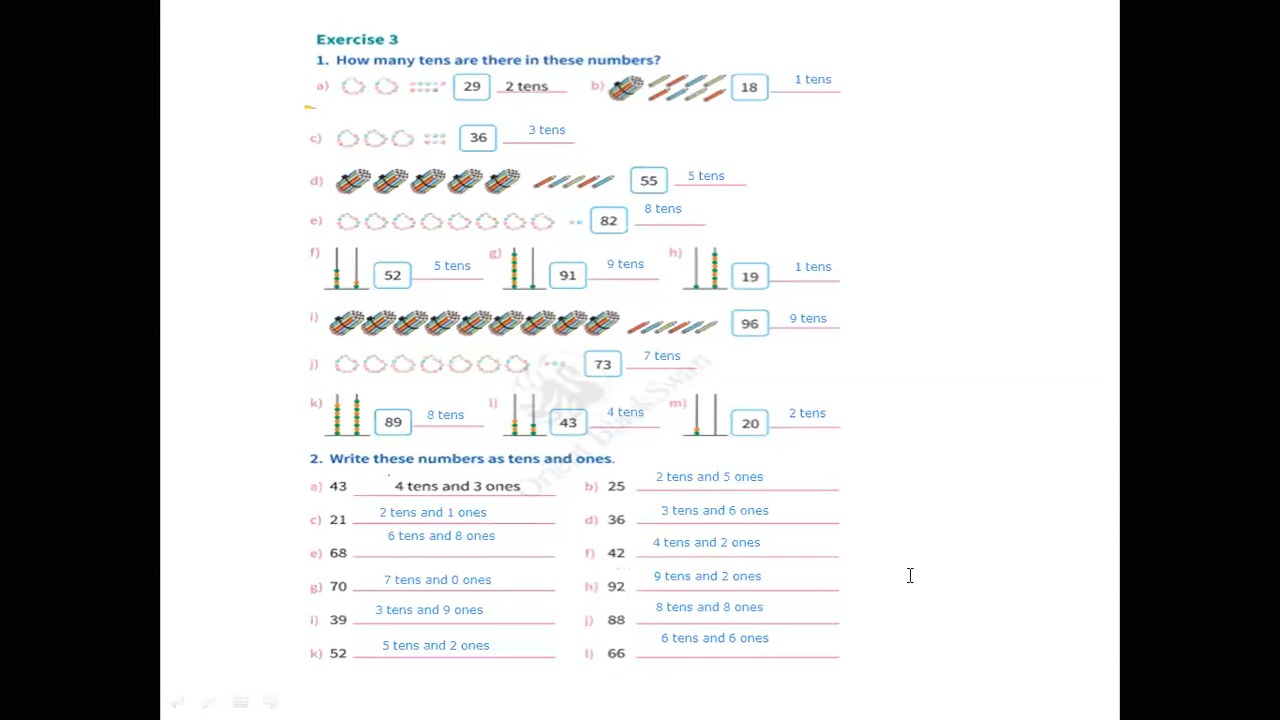 Exercise 3
1. How many tens are there in these numbers?
a) 29 2 tens b) 18 1 tens
c) 36 3 tens
d) 55 5 tens
e) 82 8 tens
f) 52 5 tens g) 91 9 tens h) 19 1 tens
i) 96 9 tens
j) 73 7 tens
k) 89 8 tens l) 43 4 tens m) 20 2 tens
Orient BlackSwan
2. Write these numbers as tens and ones.
a) 43 4 tens and 3 ones b) 25 2 tens and 5 ones
c) 21 2 tens and 1 ones d) 36 3 tens and 6 ones
e) 68 6 tens and 8 ones f) 42 4 tens and 2 ones
g) 70 7 tens and 0 ones h) 92 9 tens and 2 ones
i) 39 3 tens and 9 ones j) 88 8 tens and 8 ones
k) 52 5 tens and 2 ones l) 66 6 tens and 6 ones